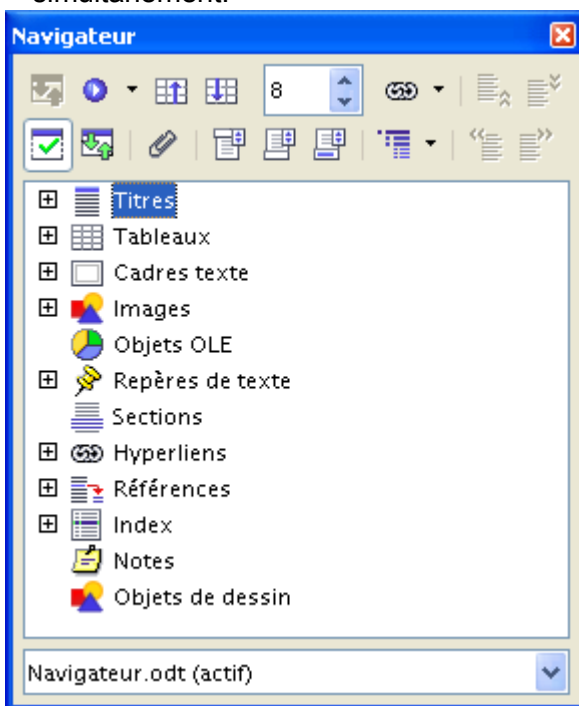 simultanément.
Navigateur
8
Titres
Tableaux
Cadres texte
Images
Objets OLE
Repères de texte
Sections
Hyperliens
Références
Index
Notes
Objets de dessin
Navigateur.odt (actif)